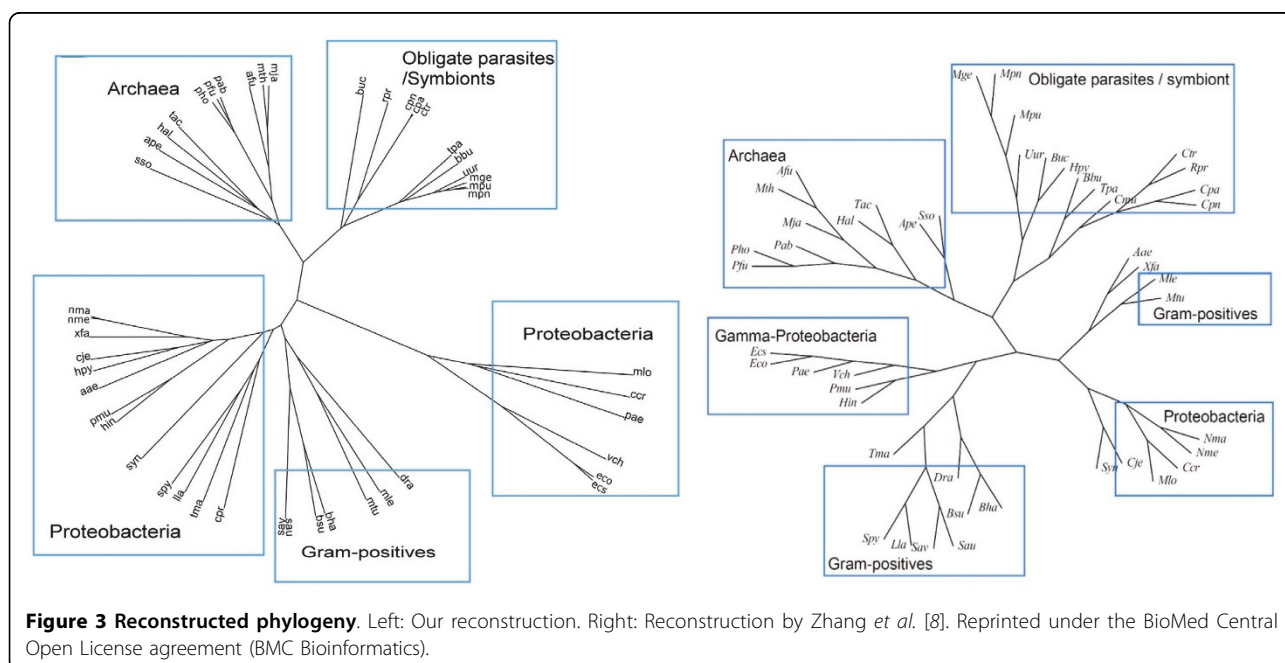 Archaea
pho
pfu
pab
afu
mth
mja
tac
hal
ape
sso
Obligate parasites
/Symbionts
buc
rpr
cpn
cpa
ctr
tpa
bbu
uur
mge
mpu
mpn
nma
nme
xfa
cje
hpy
aae
pmu
hin
syn
spy
lla
tma
cpr
Proteobacteria
sav
sau
bsu
bha
mtu
mle
dra
Gram-positives
Proteobacteria
mlo
ccr
pae
vch
eco
ecs
Obligate parasites / symbiont
Mge
Mpn
Mpu
Uur
Buc
Hpy
Bbu
Tpa
Cmu
Ctr
Rpr
Cpa
Cpn
Archaea
Afu
Mth
Mja
Pho
Pab
Pfu
Tac
Hal
Ape
Sso
Aae
Xfa
Mle
Mtu
Gram-positives
Gamma-Proteobacteria
Ecs
Eco
Pae
Vch
Pmu
Hin
Proteobacteria
Nma
Nme
Ccr
Mlo
Cje
Syn
Tma
Dra
Bsu
Bha
Spy
Lla
Sav
Sau
Gram-positives
Figure 3 Reconstructed phylogeny. Left: Our reconstruction. Right: Reconstruction by Zhang et al. [8]. Reprinted under the BioMed Central
Open License agreement (BMC Bioinformatics).